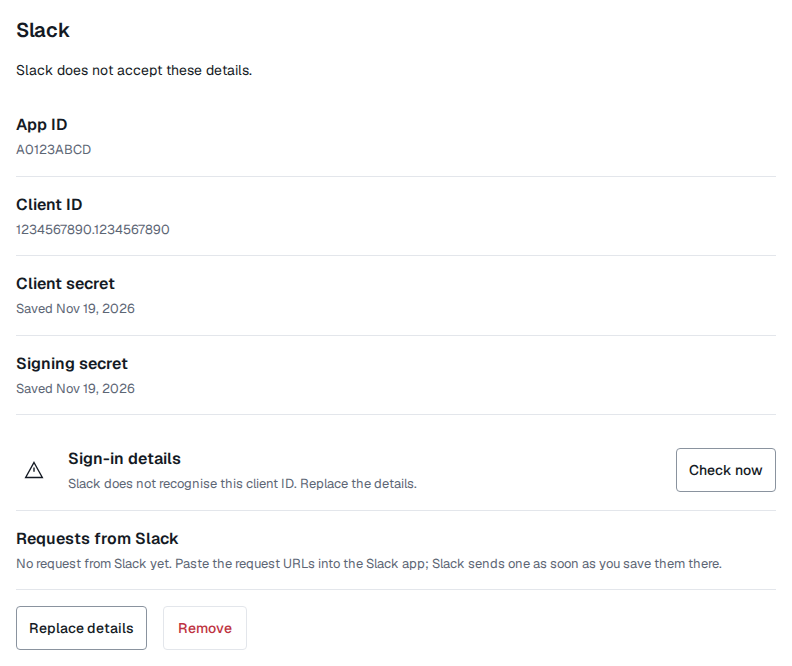 Slack
Slack does not accept these details.
App ID
A0123ABCD
Client ID
1234567890.1234567890
Client secret
Saved Nov 19, 2026
Signing secret
Saved Nov 19, 2026
Sign-in details
Slack does not recognise this client ID. Replace the details.
Check now
Requests from Slack
No request from Slack yet. Paste the request URLs into the Slack app; Slack sends one as soon as you save them there.
Replace details
Remove